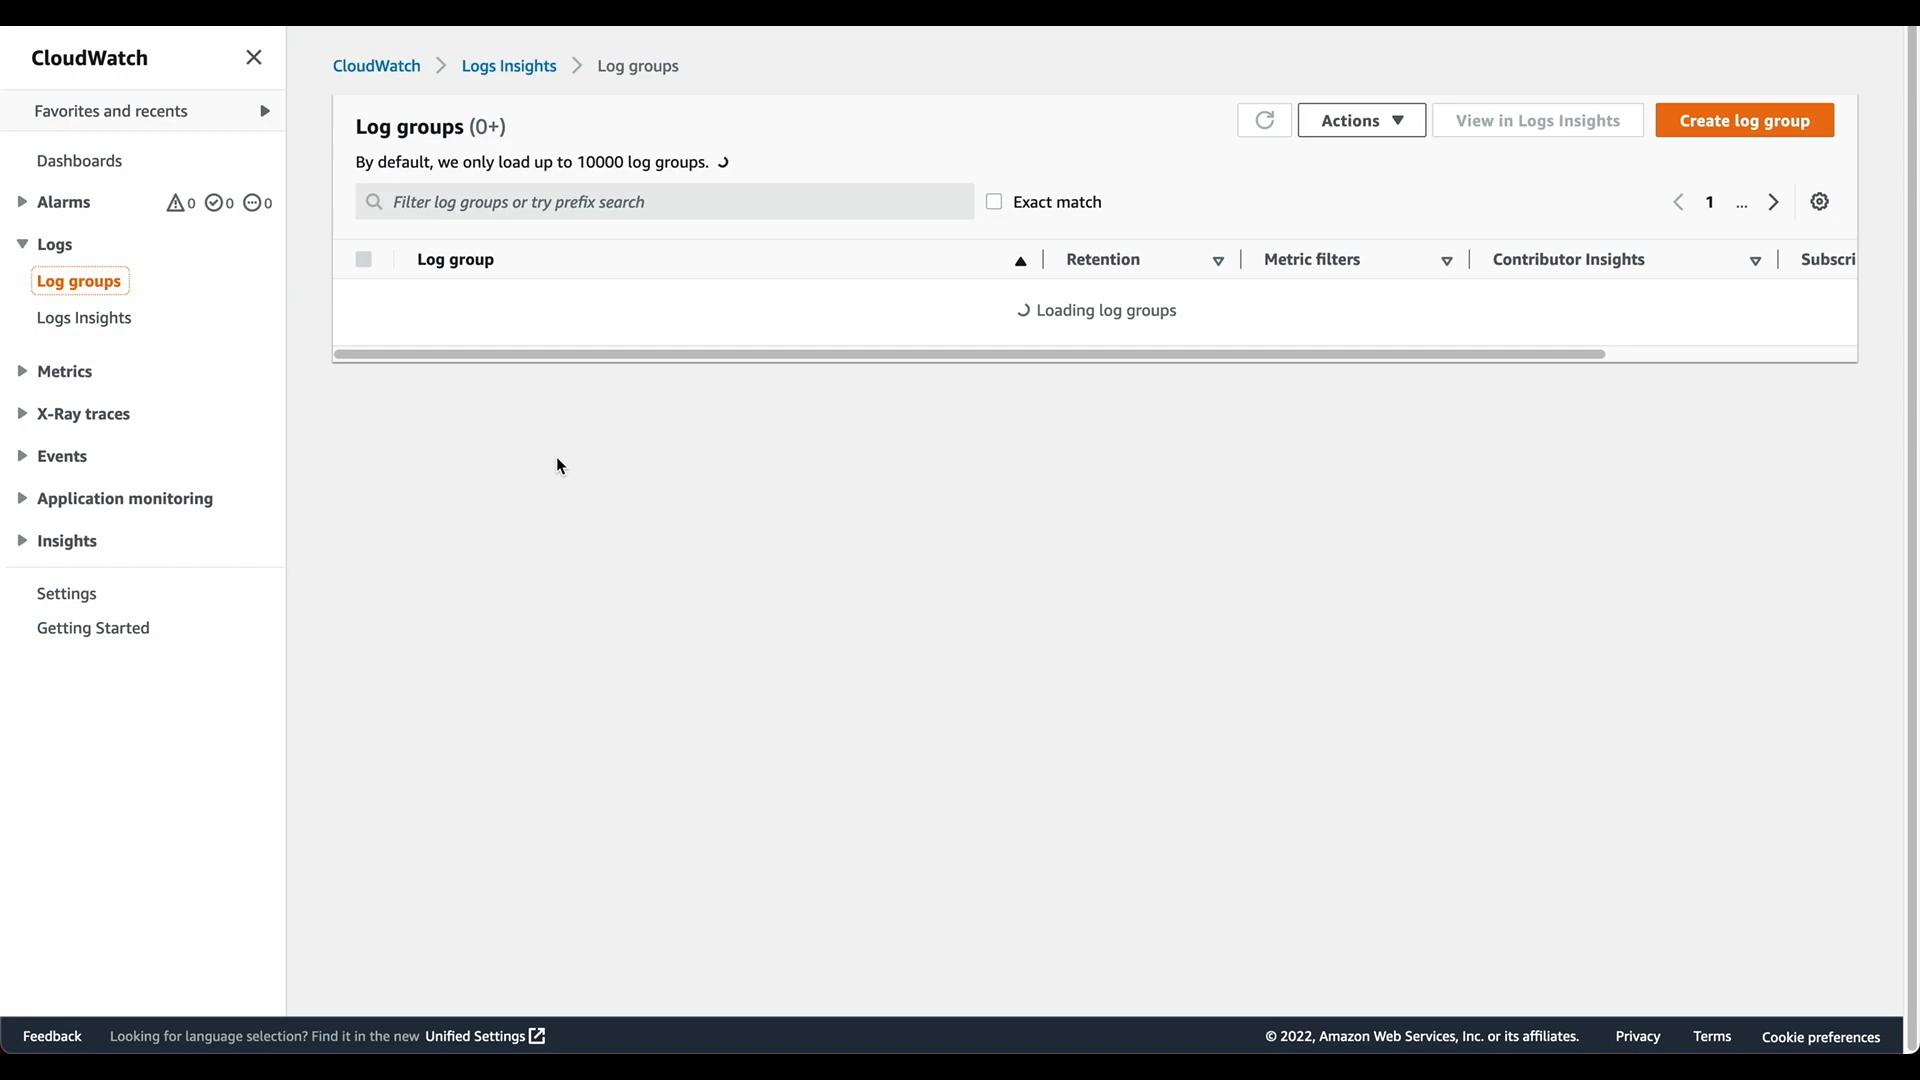 CloudWatch
Favorites and recents
Dashboards
Alarms 0 0 0
Logs
Log groups
Logs Insights
Metrics
X-Ray traces
Events
Application monitoring
Insights
Settings
Getting Started
CloudWatch Logs Insights Log groups
Log groups (0+)
Actions View in Logs Insights Create log group
By default, we only load up to 10000 log groups.
Filter log groups or try prefix search Exact match 1 ...
Log group Retention Metric filters Contributor Insights Subscri
Loading log groups
Feedback Looking for language selection? Find it in the new Unified Settings © 2022, Amazon Web Services, Inc. or its affiliates. Privacy Terms Cookie preferences